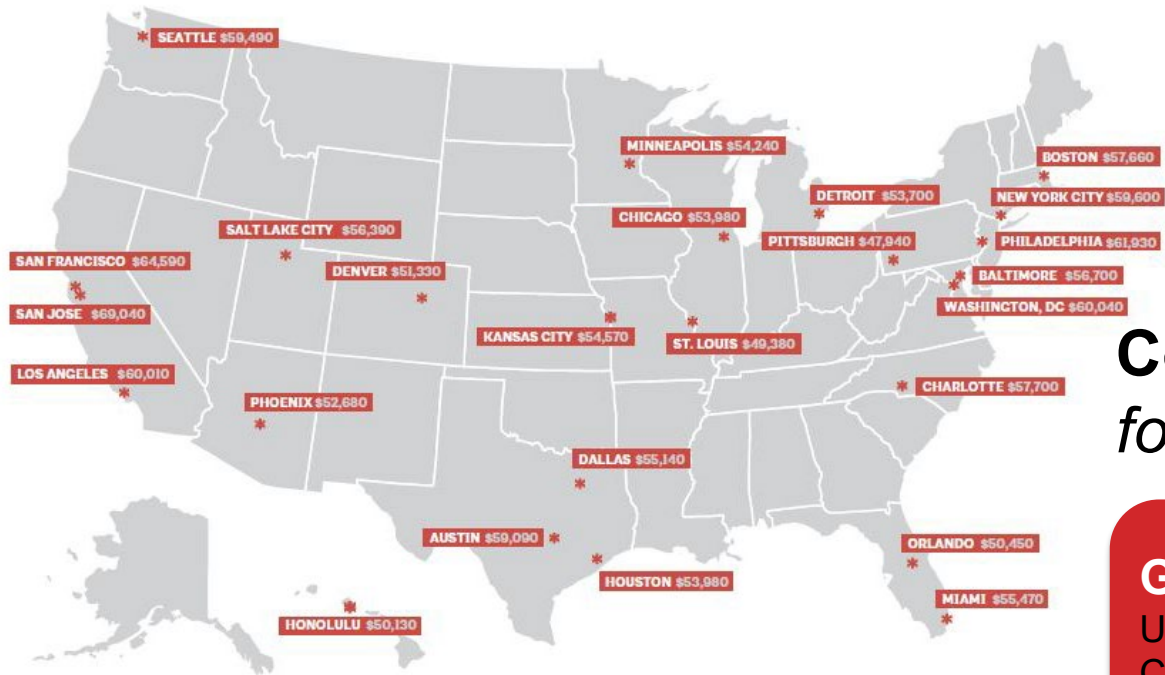 SEATTLE $59,490
MINNEAPOLIS $54,240
BOSTON $57,660
DETROIT $53,700
NEW YORK CITY $59,600
CHICAGO $53,980
SALT LAKE CITY $56,390
PITTSBURGH $47,940
PHILADELPHIA $61,930
SAN FRANCISCO $64,590
DENVER $51,330
BALTIMORE $56,700
WASHINGTON, DC $60,040
SAN JOSE $69,040
KANSAS CITY $54,570
ST. LOUIS $49,380
LOS ANGELES $60,010
CHARLOTTE $57,700
PHOENIX $52,680
DALLAS $55,140
AUSTIN $59,090
ORLANDO $50,450
HOUSTON $53,980
MIAMI $55,470
HONOLULU $50,130